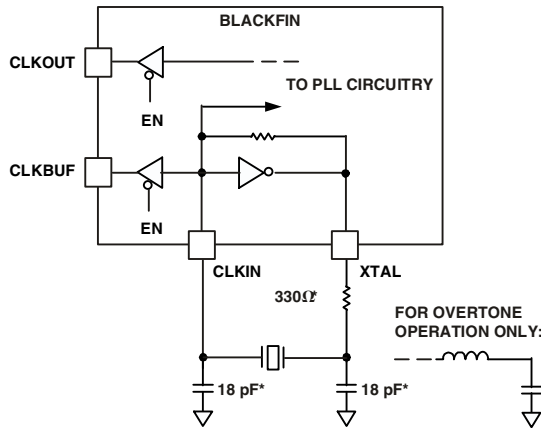 BLACKFIN
CLKOUT
TO PLL CIRCUITRY
EN
CLKBUF
EN
CLKIN
XTAL
330Ω*
FOR OVERTONE
OPERATION ONLY:
18 pF*
18 pF*